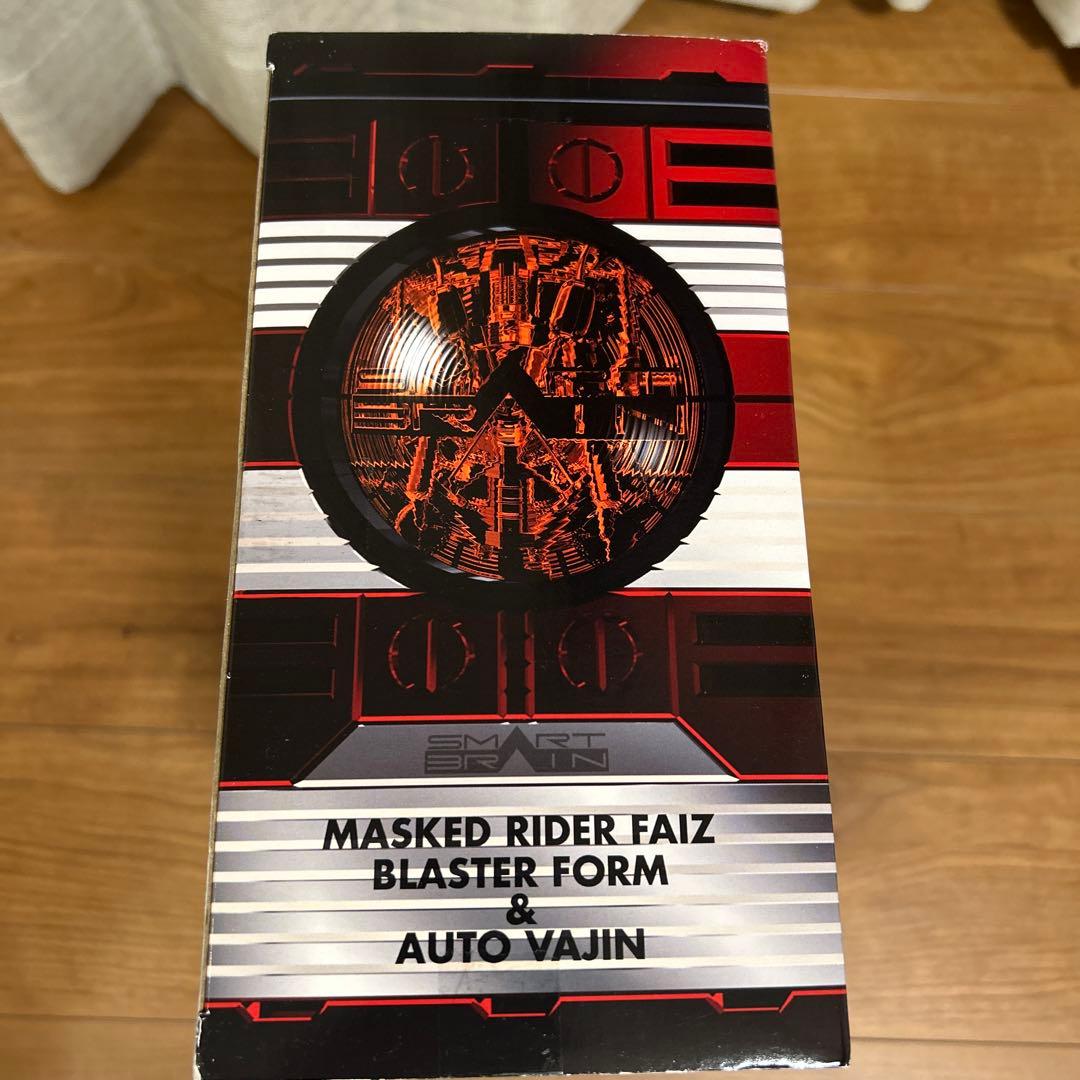 SMART
BRAIN
MASKED RIDER FAIZ
BLASTER FORM
&
AUTO VAJIN